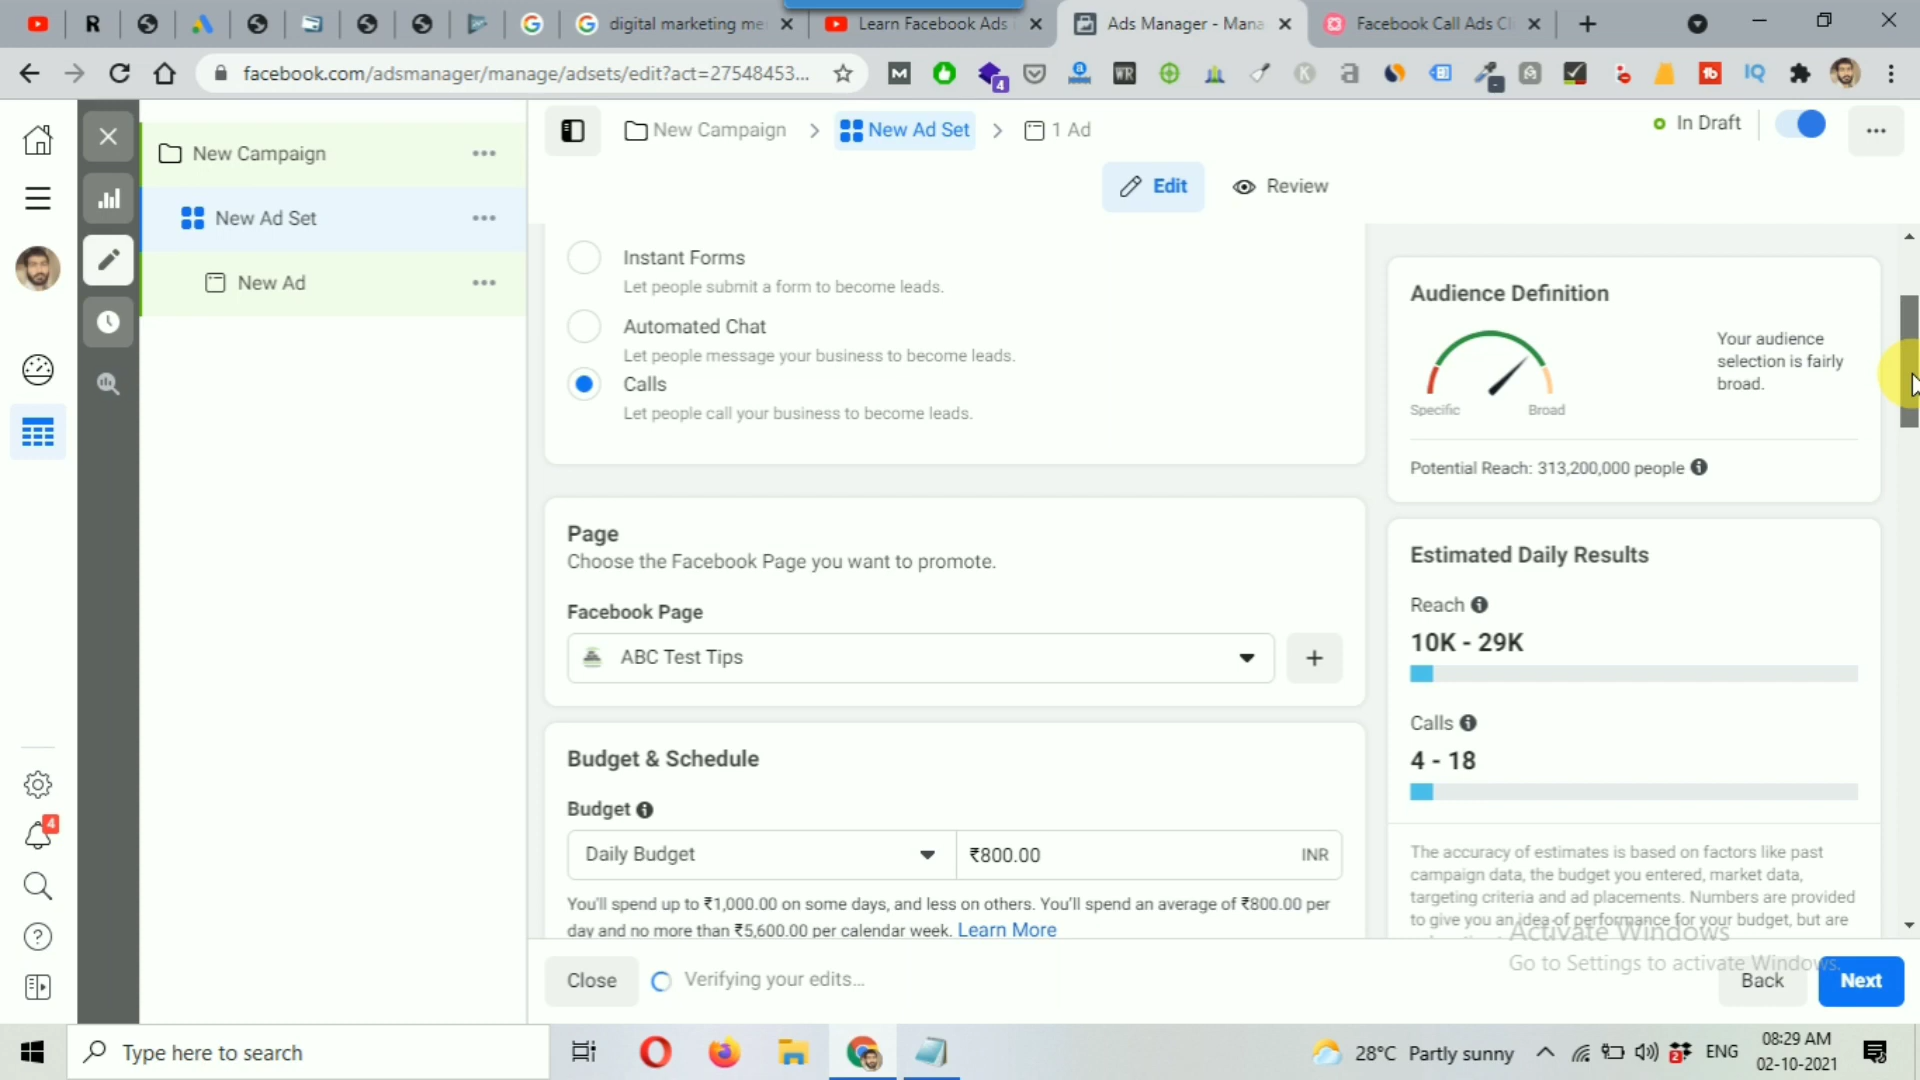 digital marketing me
Learn Facebook Ads
Ads Manager - Mana
Facebook Call Ads Cl
facebook.com/adsmanager/manage/adsets/edit?act=27548453...
New Campaign
New Ad Set
1 Ad
In Draft
Edit
Review
New Campaign
New Ad Set
New Ad
Instant Forms
Let people submit a form to become leads.
Automated Chat
Let people message your business to become leads.
Calls
Let people call your business to become leads.
Page
Choose the Facebook Page you want to promote.
Facebook Page
ABC Test Tips
Budget & Schedule
Budget
Daily Budget
₹800.00
INR
You'll spend up to ₹1,000.00 on some days, and less on others. You'll spend an average of ₹800.00 per
day and no more than ₹5,600.00 per calendar week. Learn More
Audience Definition
Your audience
selection is fairly
broad.
Specific
Broad
Potential Reach: 313,200,000 people
Estimated Daily Results
Reach
10K - 29K
Calls
4 - 18
The accuracy of estimates is based on factors like past
campaign data, the budget you entered, market data,
targeting criteria and ad placements. Numbers are provided
to give you an idea of performance for your budget, but are
Activate Windows
Go to Settings to activate Windows.
Close
Verifying your edits...
Back
Next
4
Type here to search
28°C Partly sunny
ENG
08:29 AM
02-10-2021